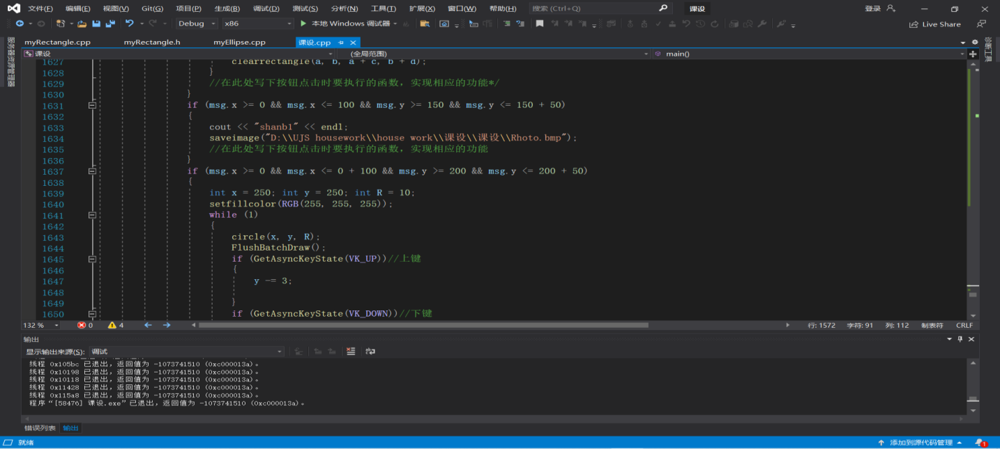 文件(F) 编辑(E) 视图(V) Git(G) 项目(P) 生成(B) 调试(D) 测试(S) 分析(N) 工具(T) 扩展(X) 窗口(W) 帮助(H) 搜索 (Ctrl+Q) 课设 登录
Debug x86 本地 Windows 调试器 Live Share
服务器资源管理器
myRectangle.cpp myRectangle.h myEllipse.cpp 课设.cpp
诊断工具
课设 (全局范围) main()
1627 clearrectangle(a, b, a + c, b + d);
1628 }
1629 //在此处写下按钮点击时要执行的函数，实现相应的功能*/
1630 }
1631 if (msg.x >= 0 && msg.x <= 100 && msg.y >= 150 && msg.y <= 150 + 50)
1632 {
1633 cout << "shanb1" << endl;
1634 saveimage("D:\\UJS housework\\house work\\课设\\课设\\Rhoto.bmp");
1635 //在此处写下按钮点击时要执行的函数，实现相应的功能
1636 }
1637 if (msg.x >= 0 && msg.x <= 0 + 100 && msg.y >= 200 && msg.y <= 200 + 50)
1638 {
1639 int x = 250; int y = 250; int R = 10;
1640 setfillcolor(RGB(255, 255, 255));
1641 while (1)
1642 {
1643 circle(x, y, R);
1644 FlushBatchDraw();
1645 if (GetAsyncKeyState(VK_UP))//上键
1646 {
1647 y -= 3;
1648
1649 }
1650 if (GetAsyncKeyState(VK_DOWN))//下键
132 % 0 4 行: 1572 字符: 91 列: 112 制表符 CRLF
输出
显示输出来源(S): 调试
线程 0x105bc 已退出，返回值为 -1073741510 (0xc000013a)。
线程 0x10198 已退出，返回值为 -1073741510 (0xc000013a)。
线程 0x10118 已退出，返回值为 -1073741510 (0xc000013a)。
线程 0x11428 已退出，返回值为 -1073741510 (0xc000013a)。
线程 0x115a8 已退出，返回值为 -1073741510 (0xc000013a)。
程序“[58476] 课设.exe”已退出，返回值为 -1073741510 (0xc000013a)。
错误列表 输出
就绪 添加到源代码管理 1